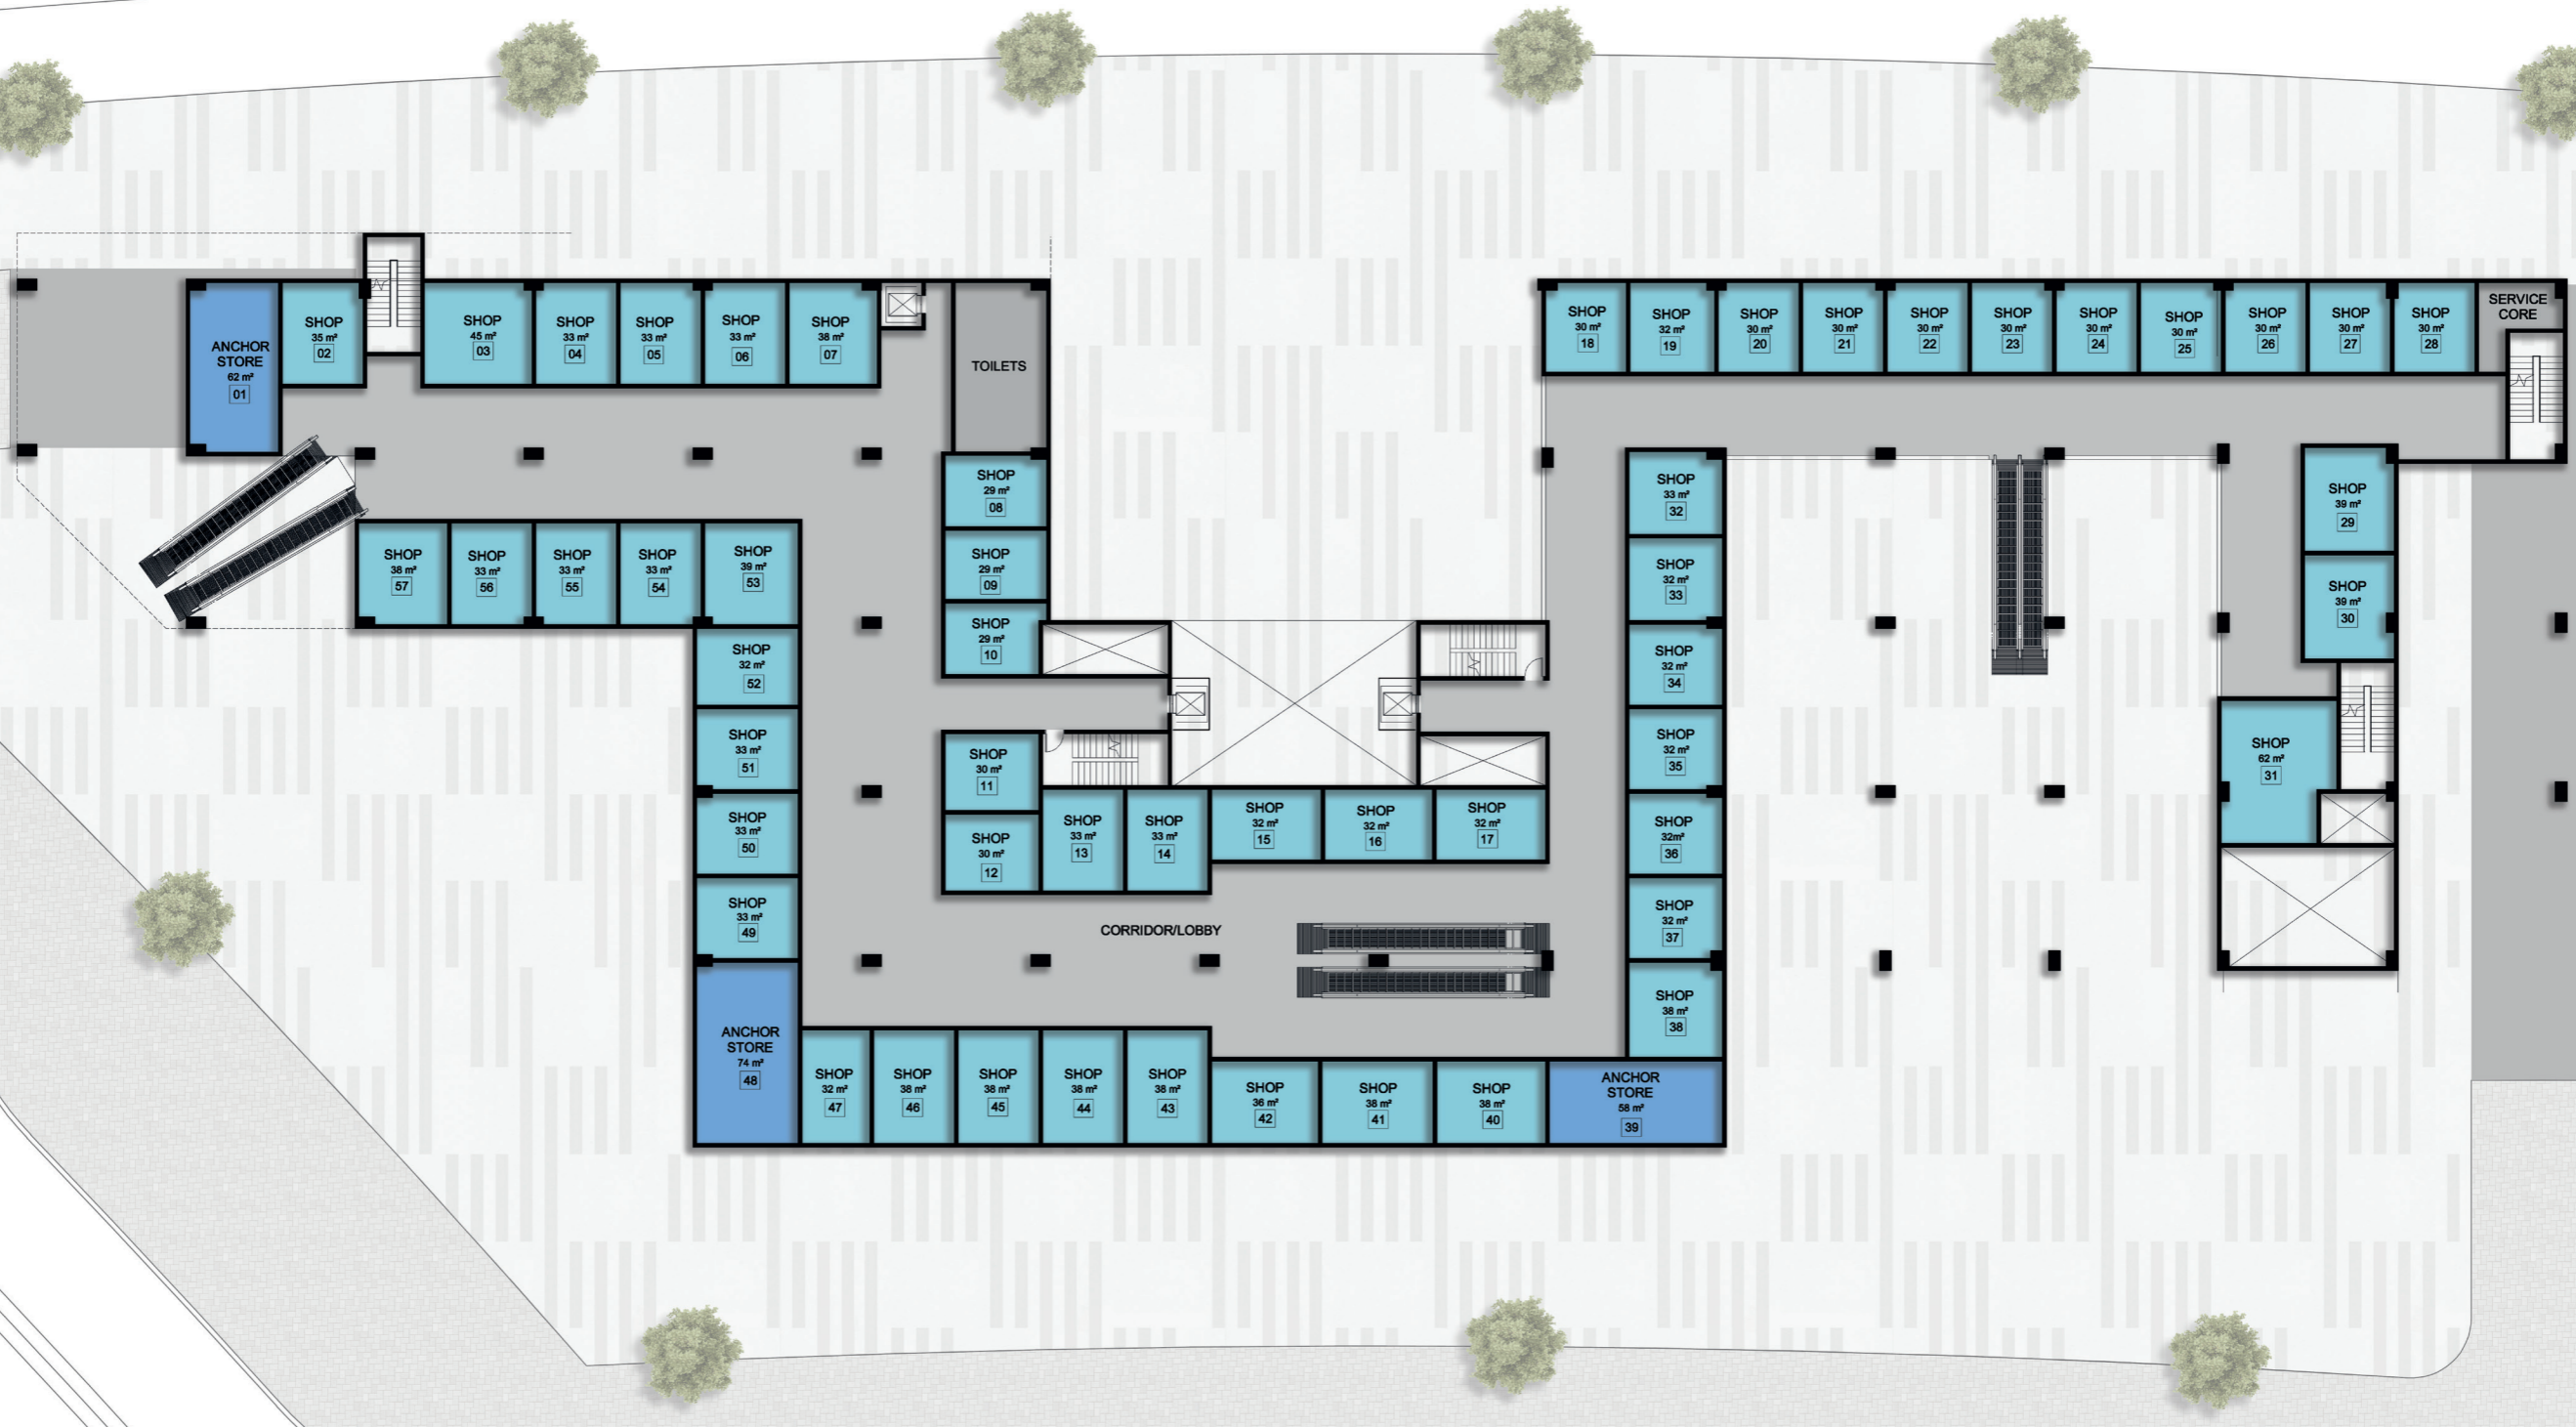 ANCHOR
STORE
62 m²
01
SHOP
35 m²
02
SHOP
45 m²
03
SHOP
33 m²
04
SHOP
33 m²
05
SHOP
33 m²
06
SHOP
38 m²
07
TOILETS
SHOP
29 m²
08
SHOP
29 m²
09
SHOP
29 m²
10
SHOP
30 m²
11
SHOP
30 m²
12
SHOP
33 m²
13
SHOP
33 m²
14
SHOP
32 m²
15
SHOP
32 m²
16
SHOP
32 m²
17
SHOP
30 m²
18
SHOP
32 m²
19
SHOP
30 m²
20
SHOP
30 m²
21
SHOP
30 m²
22
SHOP
30 m²
23
SHOP
30 m²
24
SHOP
30 m²
25
SHOP
30 m²
26
SHOP
30 m²
27
SHOP
30 m²
28
SERVICE
CORE
SHOP
39 m²
29
SHOP
39 m²
30
SHOP
62 m²
31
SHOP
33 m²
32
SHOP
32 m²
33
SHOP
32 m²
34
SHOP
32 m²
35
SHOP
32m²
36
SHOP
32 m²
37
SHOP
38 m²
38
ANCHOR
STORE
58 m²
39
SHOP
38 m²
40
SHOP
38 m²
41
SHOP
36 m²
42
SHOP
38 m²
43
SHOP
38 m²
44
SHOP
38 m²
45
SHOP
38 m²
46
SHOP
32 m²
47
ANCHOR
STORE
74 m²
48
SHOP
33 m²
49
SHOP
33 m²
50
SHOP
33 m²
51
SHOP
32 m²
52
SHOP
39 m²
53
SHOP
33 m²
54
SHOP
33 m²
55
SHOP
33 m²
56
SHOP
38 m²
57
CORRIDOR/LOBBY